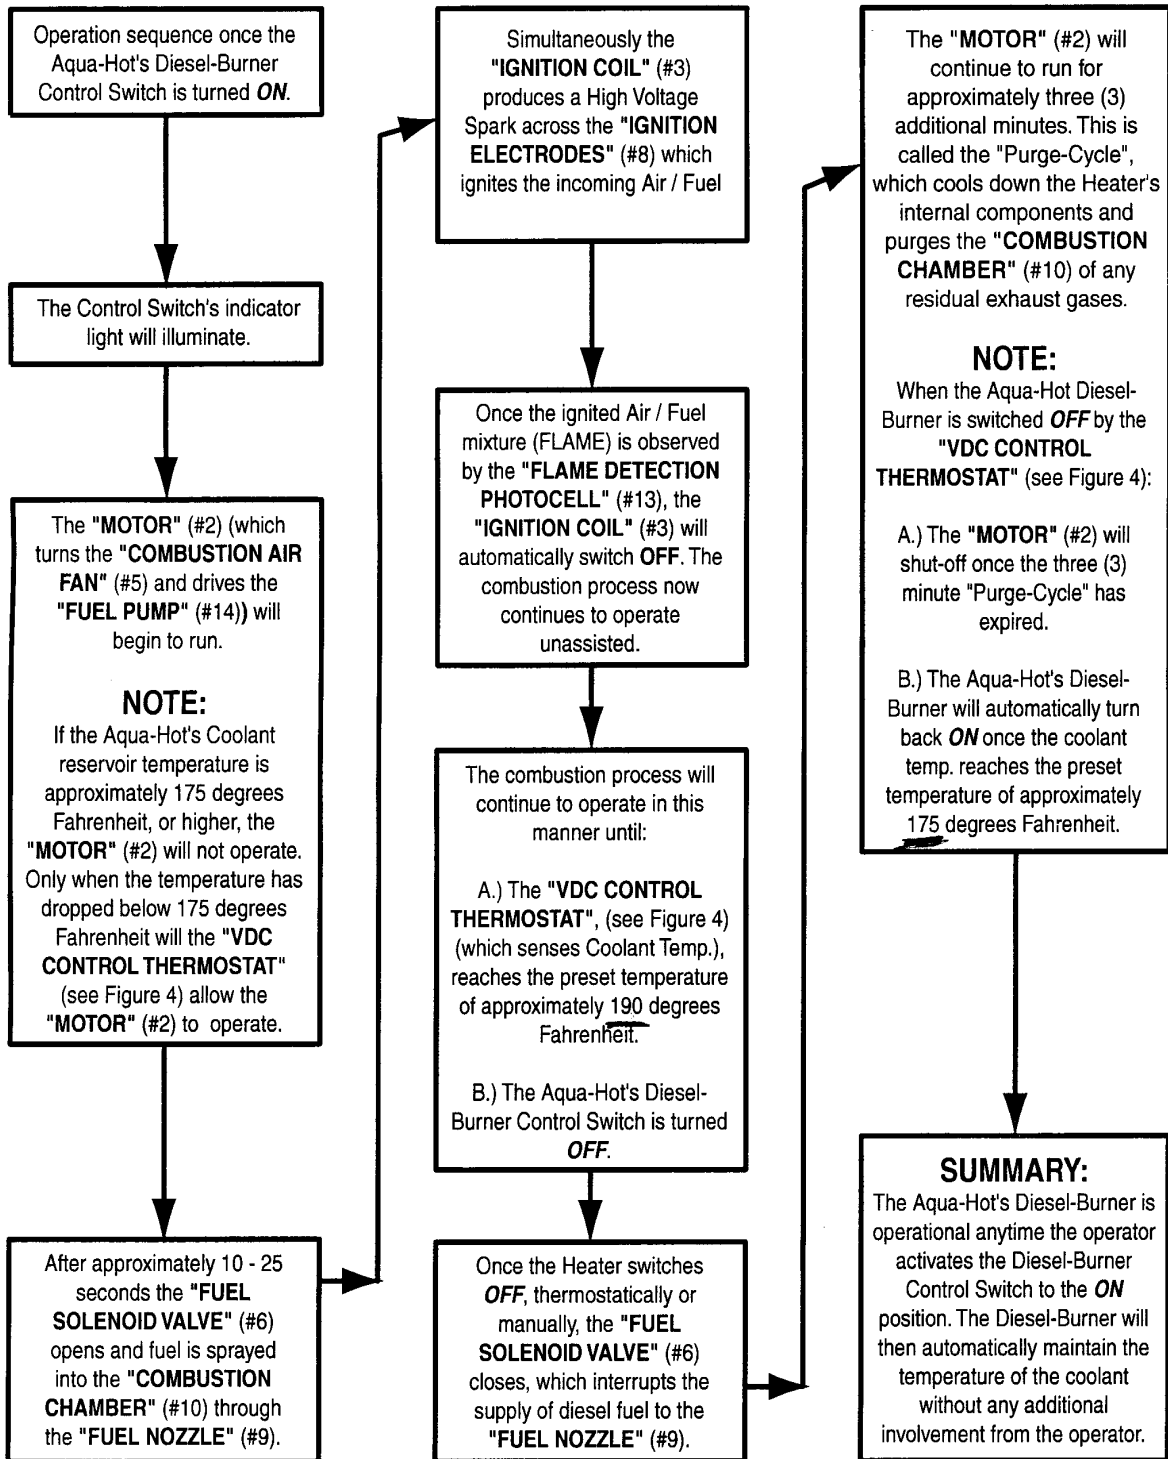 Operation sequence once the
Aqua-Hot's Diesel-Burner
Control Switch is turned ON.
The Control Switch's indicator
light will illuminate.
The "MOTOR" (#2) (which
turns the "COMBUSTION AIR
FAN" (#5) and drives the
"FUEL PUMP" (#14)) will
begin to run.
NOTE:
If the Aqua-Hot's Coolant
reservoir temperature is
approximately 175 degrees
Fahrenheit, or higher, the
"MOTOR" (#2) will not operate.
Only when the temperature has
dropped below 175 degrees
Fahrenheit will the "VDC
CONTROL THERMOSTAT"
(see Figure 4) allow the
"MOTOR" (#2) to operate.
After approximately 10 - 25
seconds the "FUEL
SOLENOID VALVE" (#6)
opens and fuel is sprayed
into the "COMBUSTION
CHAMBER" (#10) through
the "FUEL NOZZLE" (#9).
Simultaneously the
"IGNITION COIL" (#3)
produces a High Voltage
Spark across the "IGNITION
ELECTRODES" (#8) which
ignites the incoming Air / Fuel
Once the ignited Air / Fuel
mixture (FLAME) is observed
by the "FLAME DETECTION
PHOTOCELL" (#13), the
"IGNITION COIL" (#3) will
automatically switch OFF. The
combustion process now
continues to operate
unassisted.
The combustion process will
continue to operate in this
manner until:
A.) The "VDC CONTROL
THERMOSTAT", (see Figure 4)
(which senses Coolant Temp.),
reaches the preset temperature
of approximately 190 degrees
Fahrenheit.
B.) The Aqua-Hot's Diesel-
Burner Control Switch is turned
OFF.
Once the Heater switches
OFF, thermostatically or
manually, the "FUEL
SOLENOID VALVE" (#6)
closes, which interrupts the
supply of diesel fuel to the
"FUEL NOZZLE" (#9).
The "MOTOR" (#2) will
continue to run for
approximately three (3)
additional minutes. This is
called the "Purge-Cycle",
which cools down the Heater's
internal components and
purges the "COMBUSTION
CHAMBER" (#10) of any
residual exhaust gases.
NOTE:
When the Aqua-Hot Diesel-
Burner is switched OFF by the
"VDC CONTROL
THERMOSTAT" (see Figure 4):
A.) The "MOTOR" (#2) will
shut-off once the three (3)
minute "Purge-Cycle" has
expired.
B.) The Aqua-Hot's Diesel-
Burner will automatically turn
back ON once the coolant
temp. reaches the preset
temperature of approximately
175 degrees Fahrenheit.
SUMMARY:
The Aqua-Hot's Diesel-Burner is
operational anytime the operator
activates the Diesel-Burner
Control Switch to the ON
position. The Diesel-Burner will
then automatically maintain the
temperature of the coolant
without any additional
involvement from the operator.